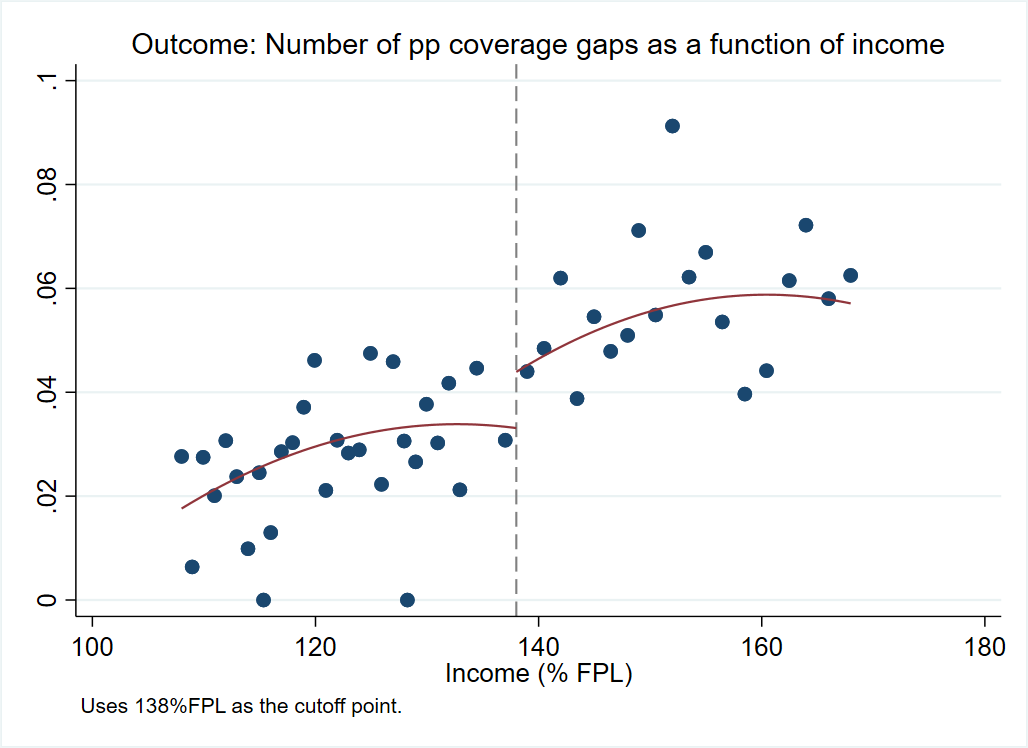 Outcome: Number of pp coverage gaps as a function of income
.1
.08
.06
.04
.02
0
100 120 140 160 180
Income (% FPL)
Uses 138%FPL as the cutoff point.